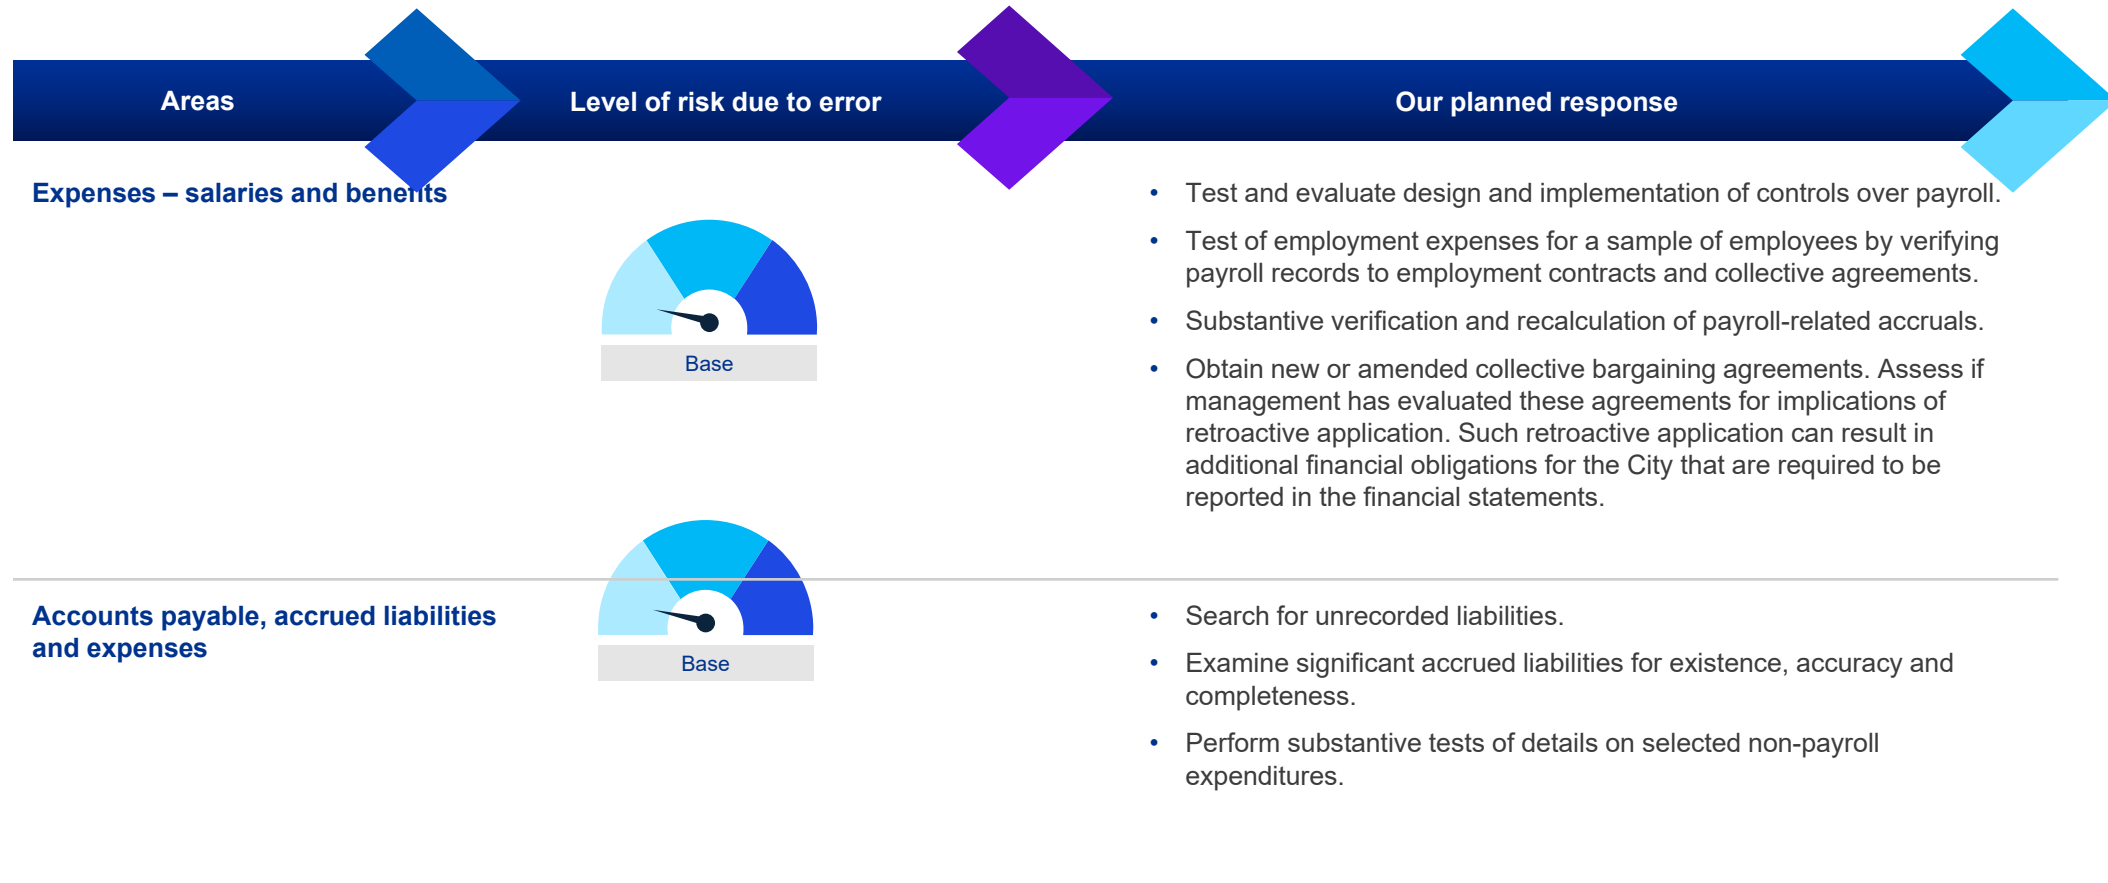 Areas
Level of risk due to error
Our planned response
Expenses – salaries and benefits
Base
• Test and evaluate design and implementation of controls over payroll.
• Test of employment expenses for a sample of employees by verifying
payroll records to employment contracts and collective agreements.
• Substantive verification and recalculation of payroll-related accruals.
• Obtain new or amended collective bargaining agreements. Assess if
management has evaluated these agreements for implications of
retroactive application. Such retroactive application can result in
additional financial obligations for the City that are required to be
reported in the financial statements.
Accounts payable, accrued liabilities
and expenses
Base
• Search for unrecorded liabilities.
• Examine significant accrued liabilities for existence, accuracy and
completeness.
• Perform substantive tests of details on selected non-payroll
expenditures.